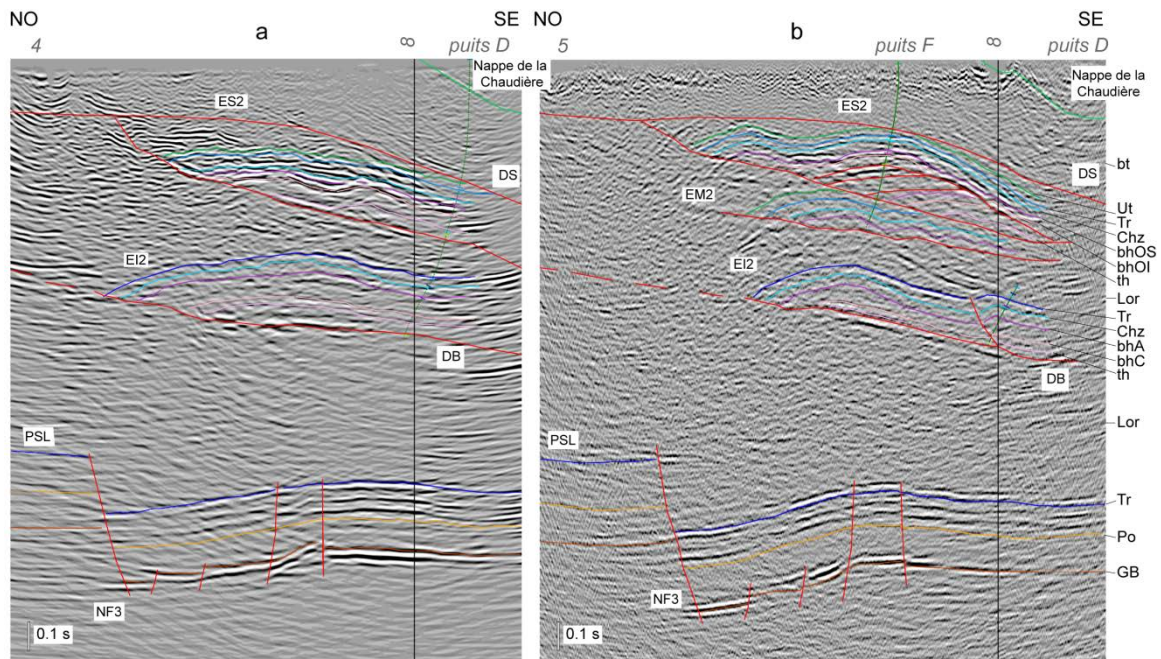 NO
a
SE
4
8
puits D
Nappe de la
Chaudière
ES2
DS
EI2
DB
PSL
NF3
0.1 s
NO
b
SE
5
puits F
8
puits D
Nappe de la
Chaudière
ES2
bt
DS
EM2
Ut
Tr
Chz
bhOS
bhOI
th
EI2
Lor
Tr
Chz
bhA
bhC
th
DB
Lor
PSL
Tr
Po
GB
NF3
0.1 s